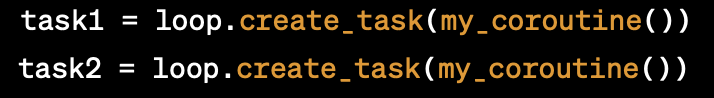 task1 = loop.create_task(my_coroutine())
task2 = loop.create_task(my_coroutine())